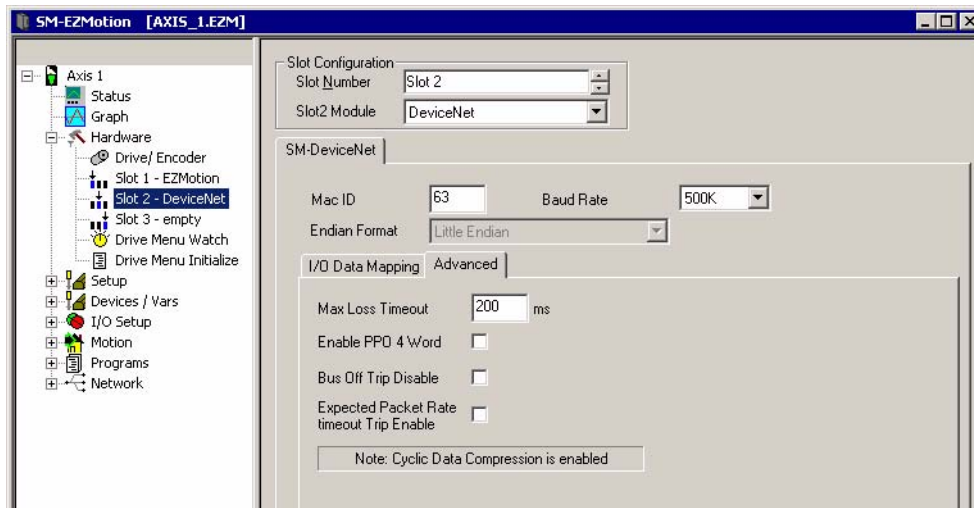 SM-EZMotion [AXIS_1.EZM]
Axis 1
Status
Graph
Hardware
Drive/ Encoder
Slot 1 - EZMotion
Slot 2 - DeviceNet
Slot 3 - empty
Drive Menu Watch
Drive Menu Initialize
Setup
Devices / Vars
I/O Setup
Motion
Programs
Network
Slot Configuration
Slot Number Slot 2
Slot2 Module DeviceNet
SM-DeviceNet
Mac ID 63 Baud Rate 500K
Endian Format Little Endian
I/O Data Mapping Advanced
Max Loss Timeout 200 ms
Enable PPO 4 Word
Bus Off Trip Disable
Expected Packet Rate
timeout Trip Enable
Note: Cyclic Data Compression is enabled